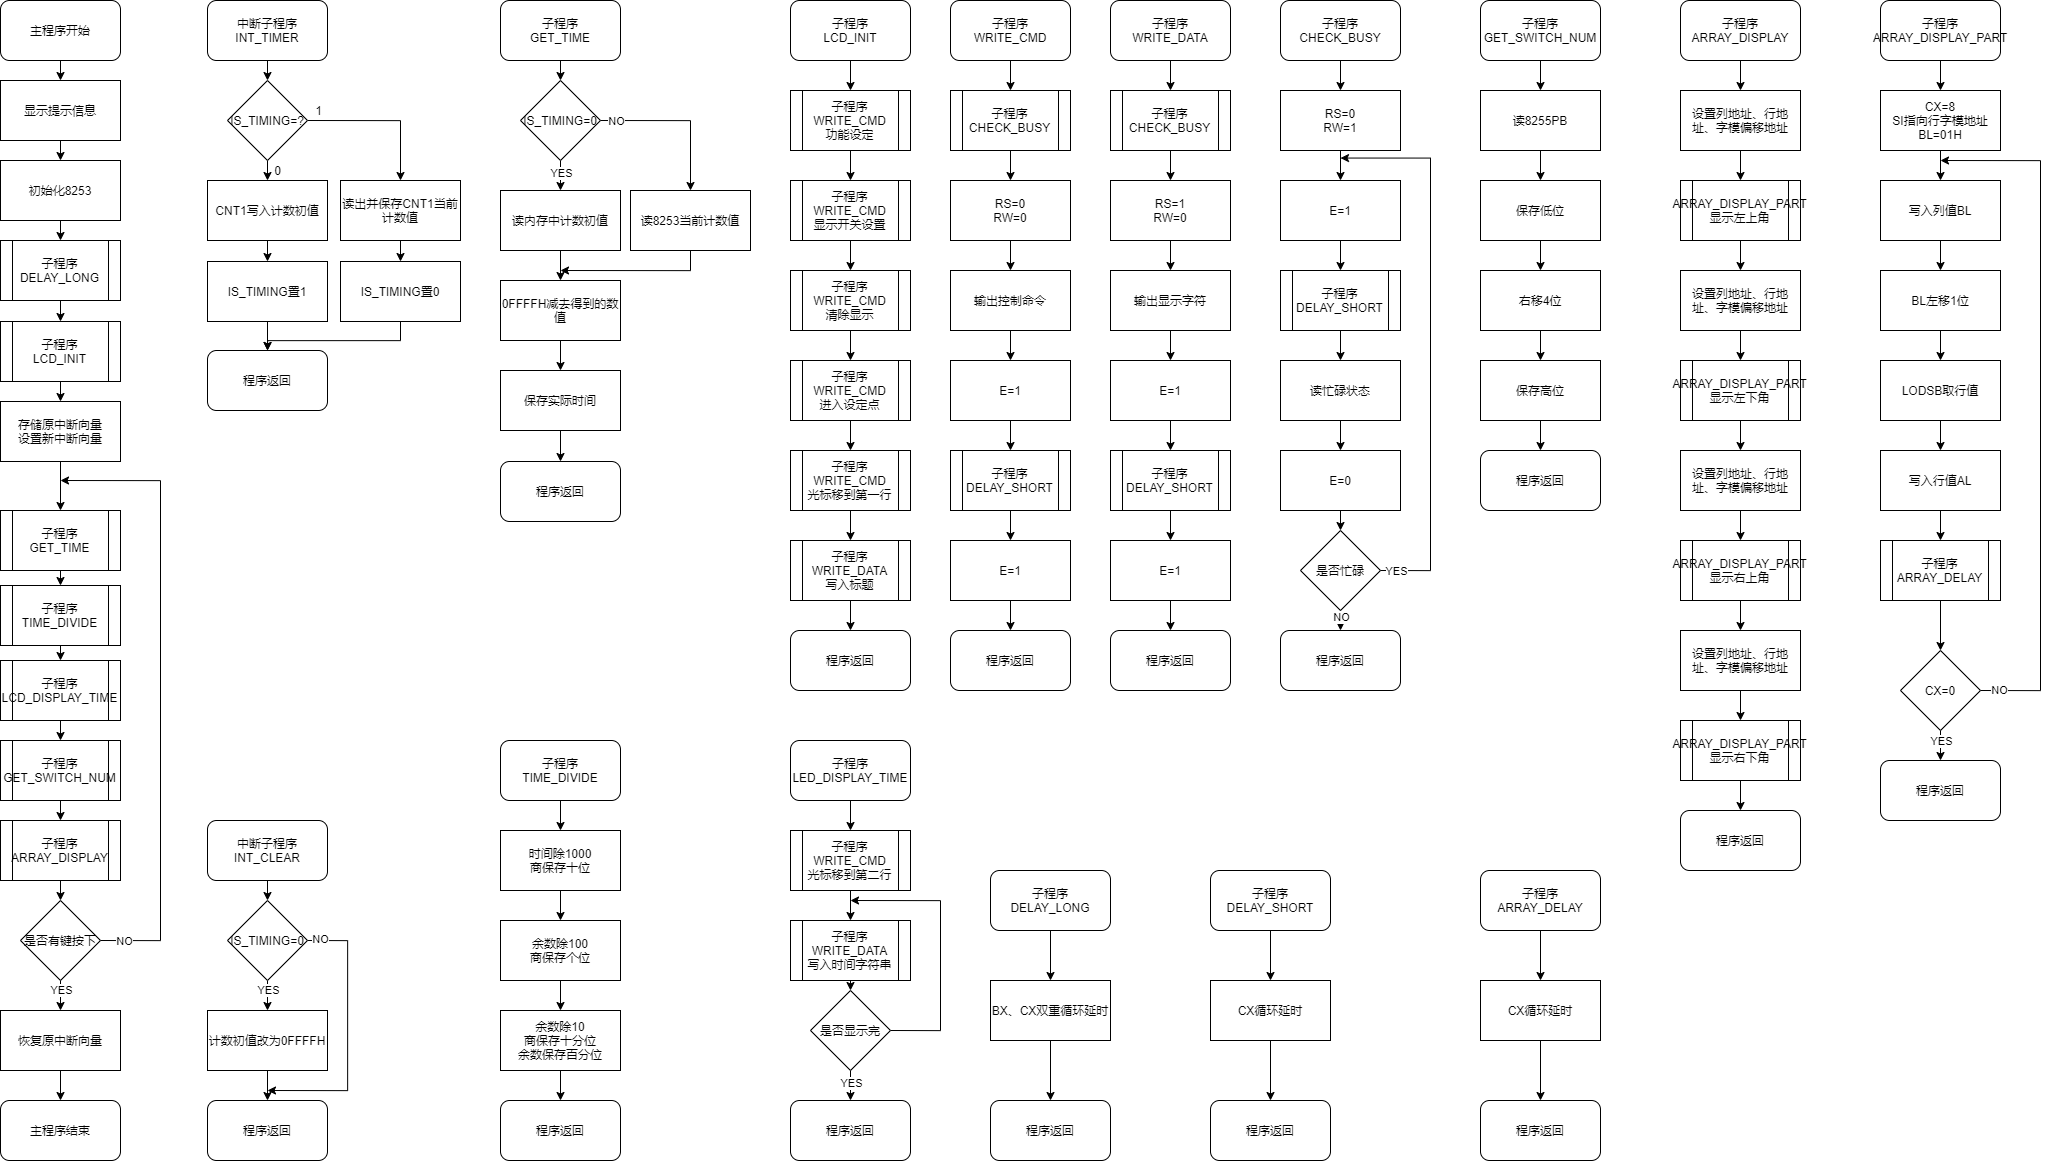 主程序开始
显示提示信息
初始化8253
子程序
DELAY_LONG
子程序
LCD_INIT
存储原中断向量
设置新中断向量
子程序
GET_TIME
子程序
TIME_DIVIDE
子程序
LCD_DISPLAY_TIME
子程序
GET_SWITCH_NUM
子程序
ARRAY_DISPLAY
是否有键按下
NO
YES
恢复原中断向量
主程序结束
中断子程序
INT_TIMER
IS_TIMING=?
1
0
CNT1写入计数初值
读出并保存CNT1当前
计数值
IS_TIMING置1
IS_TIMING置0
程序返回
中断子程序
INT_CLEAR
IS_TIMING=0
NO
YES
计数初值改为0FFFFH
程序返回
子程序
GET_TIME
IS_TIMING=0
NO
YES
读内存中计数初值
读8253当前计数值
0FFFFH减去得到的数
值
保存实际时间
程序返回
子程序
TIME_DIVIDE
时间除1000
商保存十位
余数除100
商保存个位
余数除10
商保存十分位
余数保存百分位
程序返回
子程序
LCD_INIT
子程序
WRITE_CMD
功能设定
子程序
WRITE_CMD
显示开关设置
子程序
WRITE_CMD
清除显示
子程序
WRITE_CMD
进入设定点
子程序
WRITE_CMD
光标移到第一行
子程序
WRITE_DATA
写入标题
程序返回
子程序
LED_DISPLAY_TIME
子程序
WRITE_CMD
光标移到第二行
子程序
WRITE_DATA
写入时间字符串
是否显示完
YES
程序返回
子程序
WRITE_CMD
子程序
CHECK_BUSY
RS=0
RW=0
输出控制命令
E=1
子程序
DELAY_SHORT
E=1
程序返回
子程序
WRITE_DATA
子程序
CHECK_BUSY
RS=1
RW=0
输出显示字符
E=1
子程序
DELAY_SHORT
E=1
程序返回
子程序
CHECK_BUSY
RS=0
RW=1
E=1
子程序
DELAY_SHORT
读忙碌状态
E=0
是否忙碌
YES
NO
程序返回
子程序
DELAY_LONG
BX、CX双重循环延时
程序返回
子程序
DELAY_SHORT
CX循环延时
程序返回
子程序
GET_SWITCH_NUM
读8255PB
保存低位
右移4位
保存高位
程序返回
子程序
ARRAY_DELAY
CX循环延时
程序返回
子程序
ARRAY_DISPLAY
设置列地址、行地
址、字模偏移地址
ARRAY_DISPLAY_PART
显示左上角
设置列地址、行地
址、字模偏移地址
ARRAY_DISPLAY_PART
显示左下角
设置列地址、行地
址、字模偏移地址
ARRAY_DISPLAY_PART
显示右上角
设置列地址、行地
址、字模偏移地址
ARRAY_DISPLAY_PART
显示右下角
程序返回
子程序
ARRAY_DISPLAY_PART
CX=8
SI指向行字模地址
BL=01H
写入列值BL
BL左移1位
LODSB取行值
写入行值AL
子程序
ARRAY_DELAY
CX=0
NO
YES
程序返回